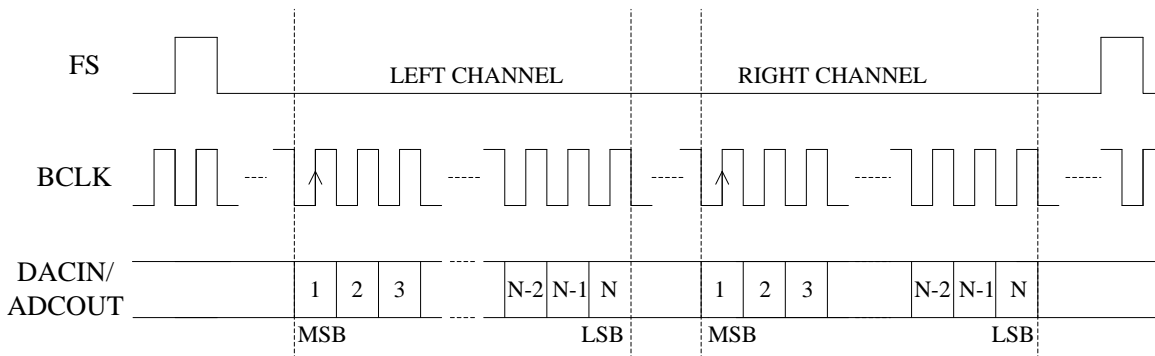 FS
LEFT CHANNEL
RIGHT CHANNEL
BCLK
DACIN/
ADCOUT
1 2 3 N-2 N-1 N 1 2 3 N-2 N-1 N
MSB LSB MSB LSB